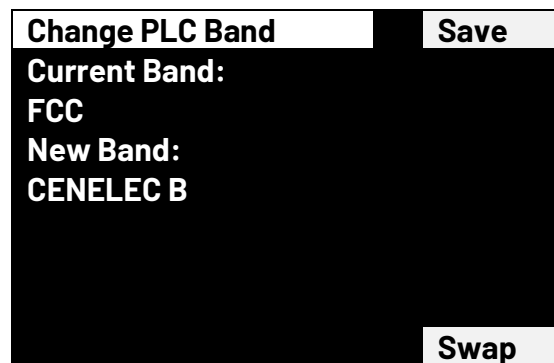 Change PLC Band
Save
Current Band:
FCC
New Band:
CENELEC B
Swap